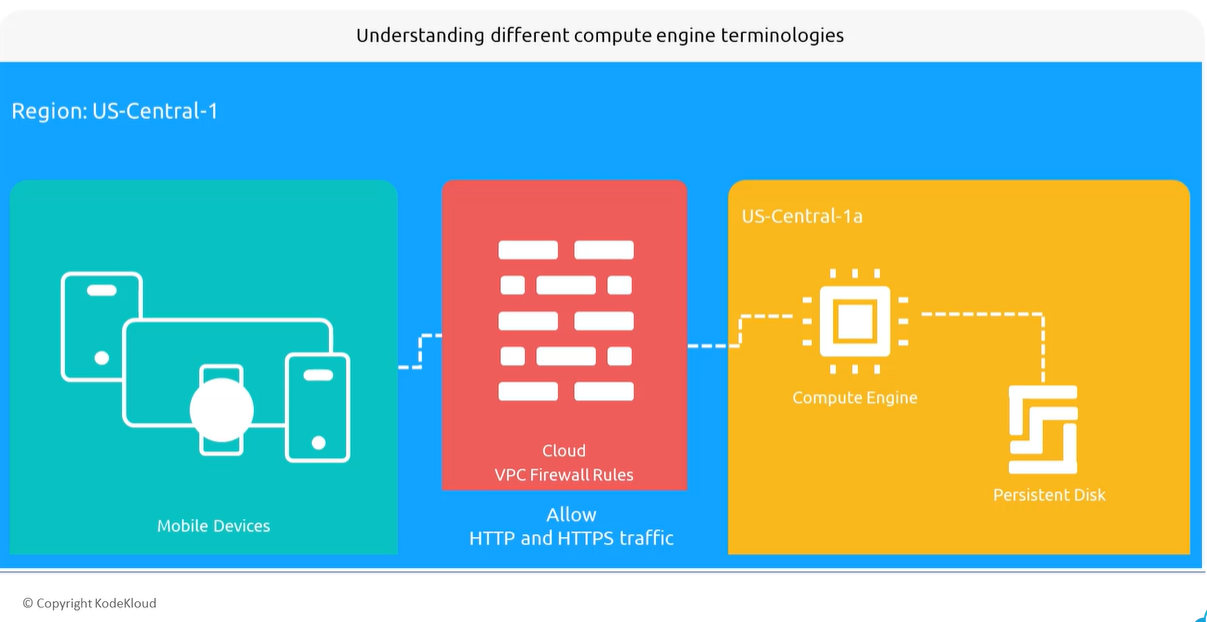 Understanding different compute engine terminologies
Region: US-Central-1
Mobile Devices
Cloud
VPC Firewall Rules
Allow
HTTP and HTTPS traffic
US-Central-1a
Compute Engine
Persistent Disk
© Copyright KodeKloud